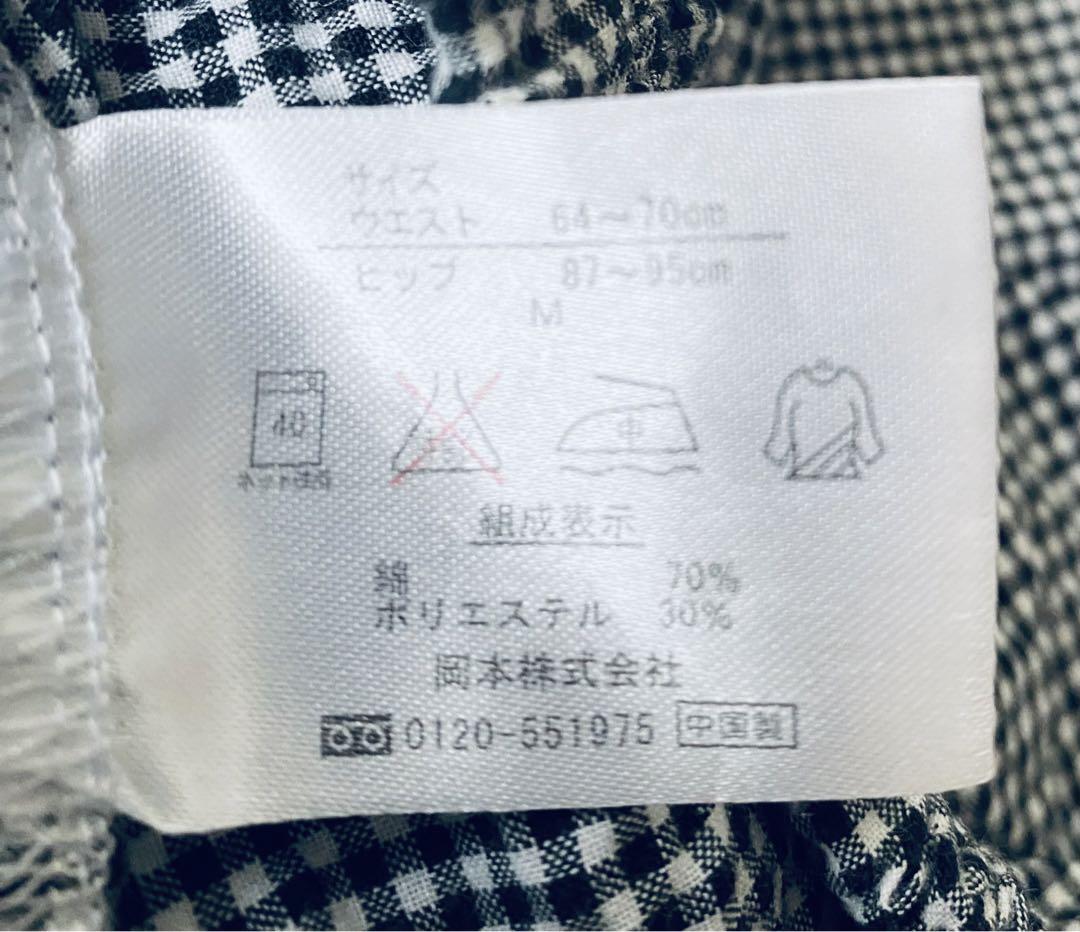 サイズ
ウエスト 64～70cm
ヒップ 87～95cm
M
40
中
ネット使用
組成表示
綿 70%
ポリエステル 30%
岡本株式会社
0120-551975 中国製